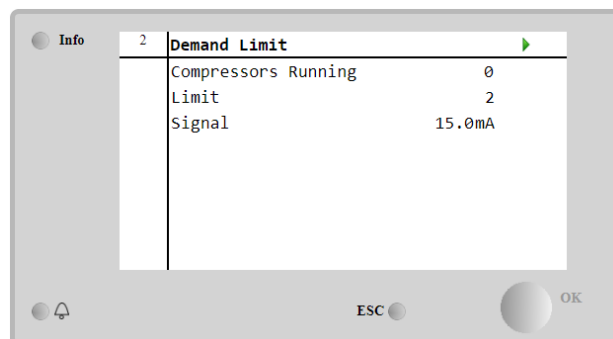 Info
2 Demand Limit
Compressors Running 0
Limit 2
Signal 15.0mA
ESC
OK